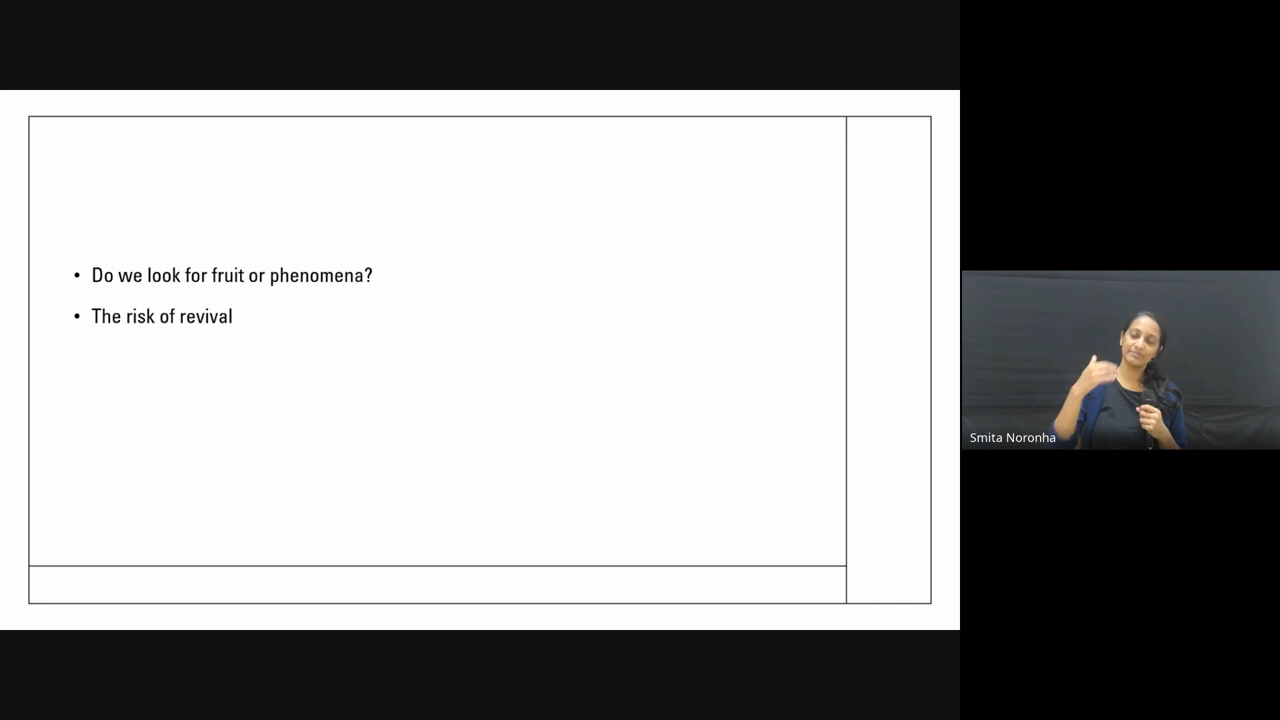 • Do we look for fruit or phenomena?
• The risk of revival
Smita Noronha